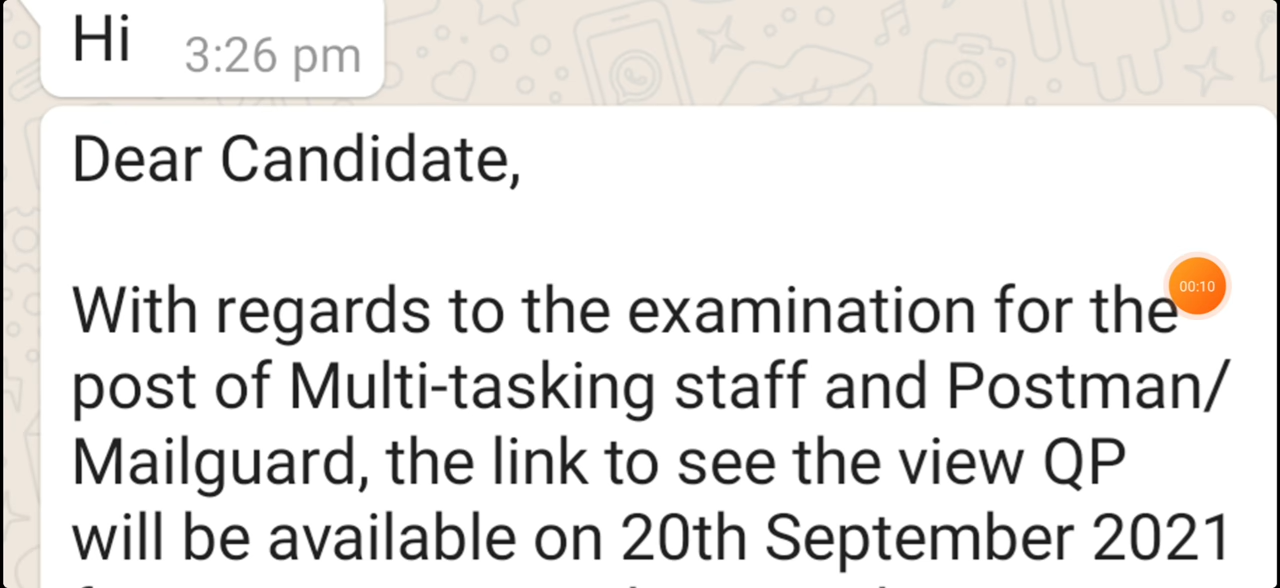 Hi 3:26 pm
Dear Candidate,
With regards to the examination for the
00:10
post of Multi-tasking staff and Postman/
Mailguard, the link to see the view QP
will be available on 20th September 2021